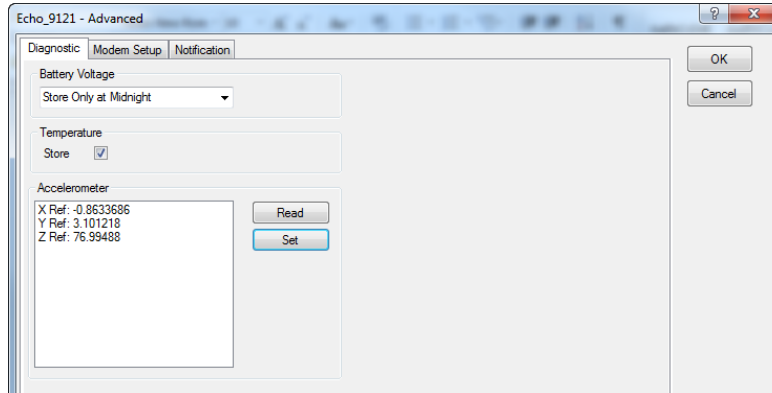 Echo_9121 - Advanced
Diagnostic Modem Setup Notification
OK
Cancel
Battery Voltage
Store Only at Midnight
Temperature
Store
Accelerometer
X Ref: -0.8633686
Y Ref: 3.101218
Z Ref: 76.99488
Read
Set